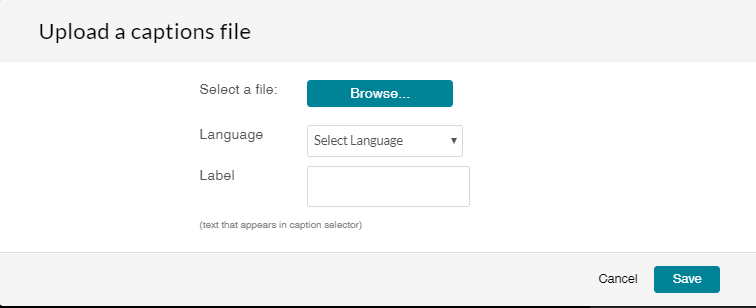 Upload a captions file
Select a file:
Browse...
Language
Select Language
Label
(text that appears in caption selector)
Cancel
Save